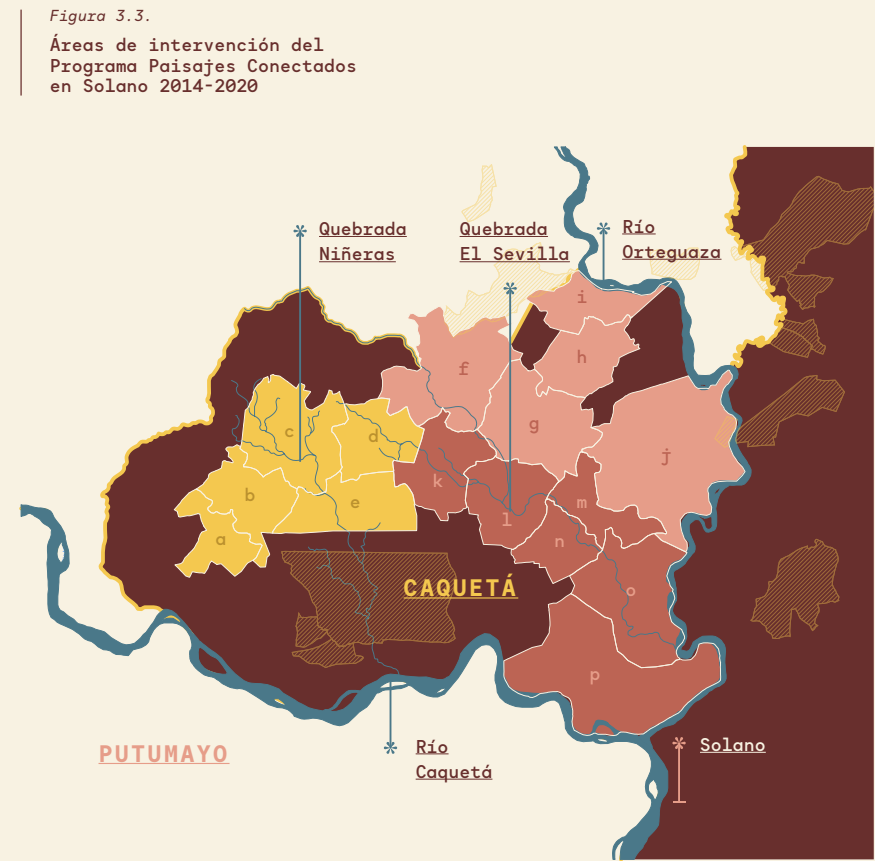 Figura 3.3.
Áreas de intervención del
Programa Paisajes Conectados
en Solano 2014-2020
Quebrada
Niñeras
Quebrada
El Sevilla
Río
Orteguaza
i
h
f
g
j
c
d
k
b
e
l
m
a
n
o
p
CAQUETÁ
PUTUMAYO
Río
Caquetá
Solano